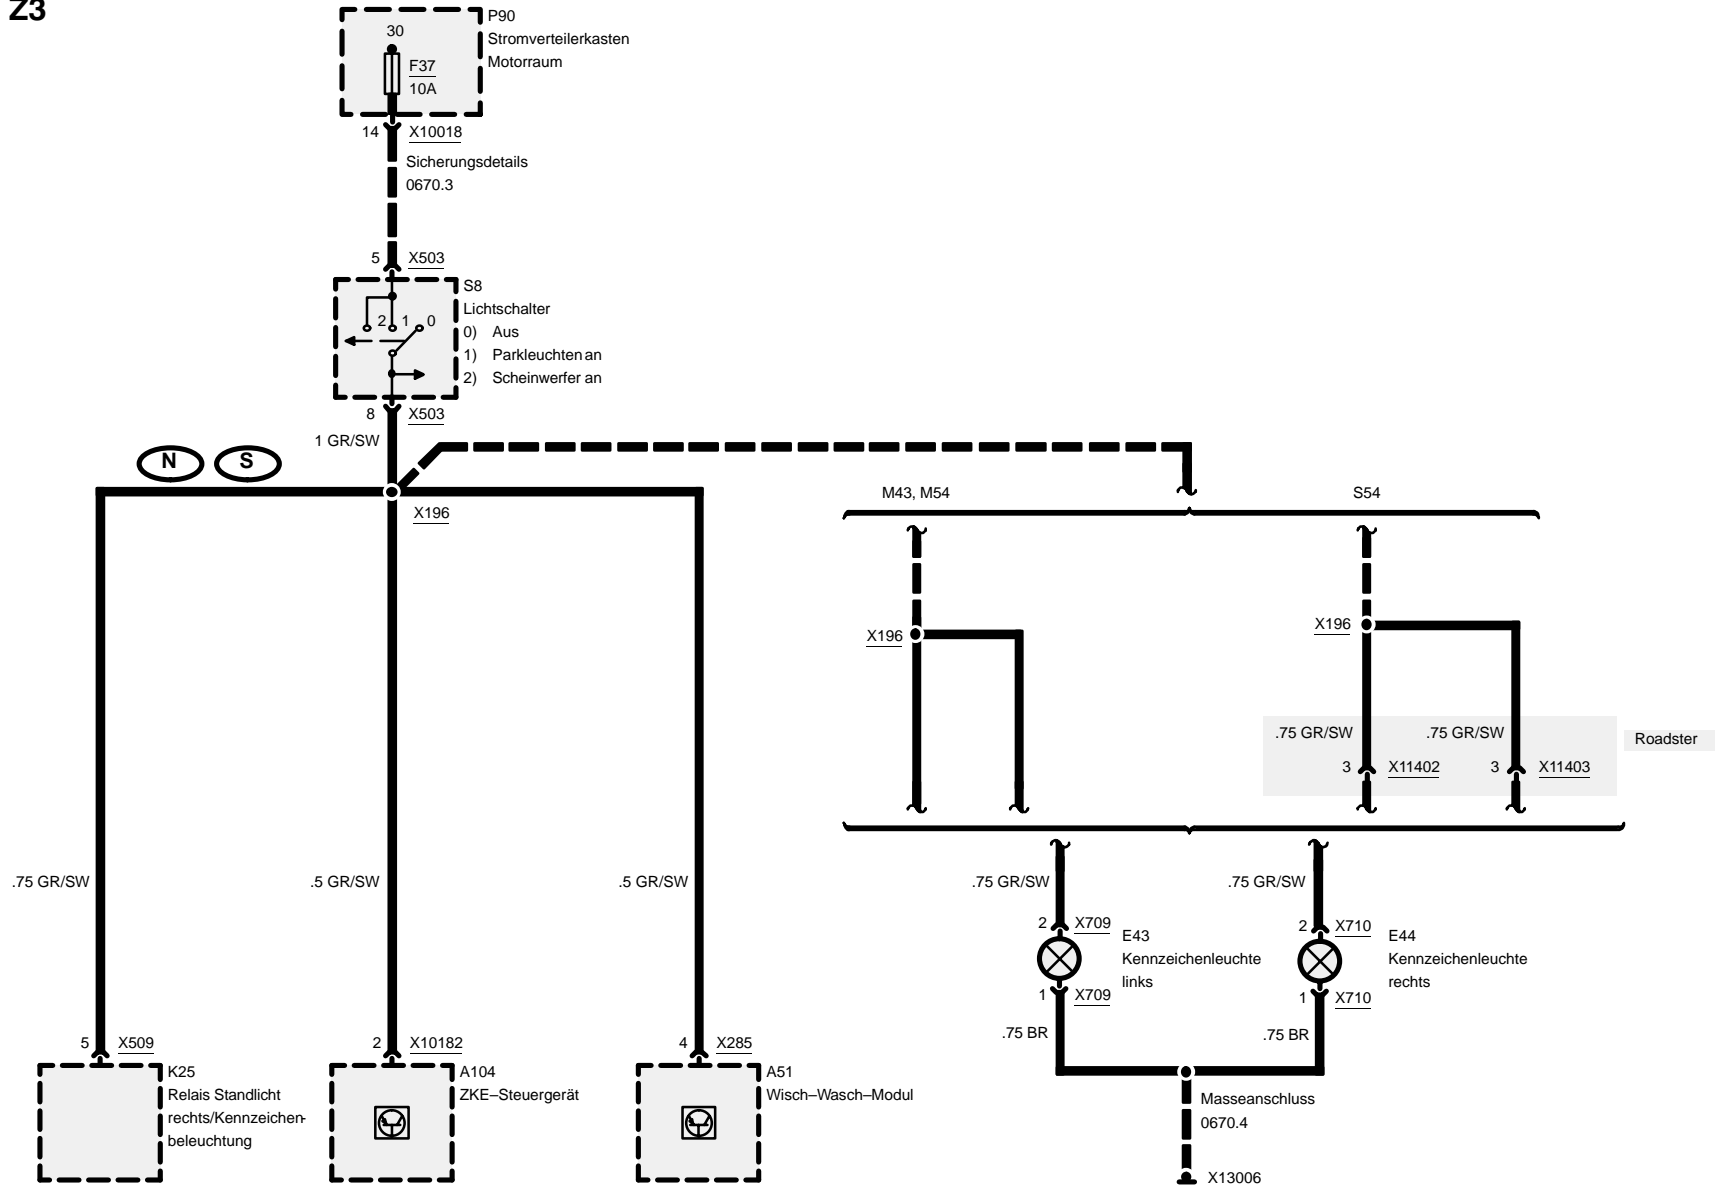 Z3
30
F37
10A
P90
Stromverteilerkasten
Motorraum
14 X10018
Sicherungsdetails
0670.3
5 X503
2 1 0
S8
Lichtschalter
0) Aus
1) Parkleuchten an
2) Scheinwerfer an
8 X503
1 GR/SW
N S
X196
M43, M54
S54
X196
X196
.75 GR/SW
.75 GR/SW
Roadster
3 X11402
3 X11403
.75 GR/SW
.5 GR/SW
.5 GR/SW
.75 GR/SW
.75 GR/SW
2 X709
E43
Kennzeichenleuchte
links
1 X709
.75 BR
2 X710
E44
Kennzeichenleuchte
rechts
1 X710
.75 BR
5 X509
K25
Relais Standlicht
rechts/Kennzeichen-
beleuchtung
2 X10182
A104
ZKE–Steuergerät
4 X285
A51
Wisch–Wasch–Modul
Masseanschluss
0670.4
X13006